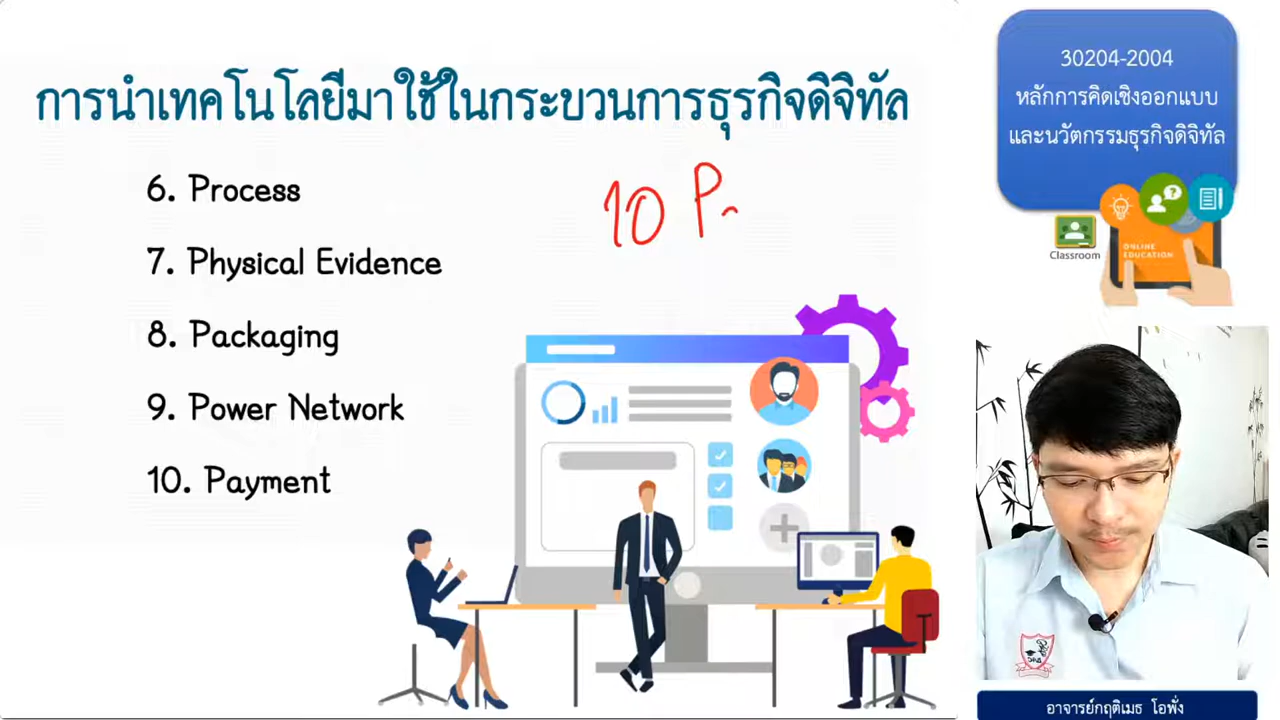 การนำเทคโนโลยีมาใช้ในกระบวนการธุรกิจดิจิทัล
6. Process
7. Physical Evidence
8. Packaging
9. Power Network
10. Payment
10 P
30204-2004
หลักการคิดเชิงออกแบบ
และนวัตกรรมธุรกิจดิจิทัล
Classroom
ONLINE
EDUCATION
อาจารย์กฤติเมธ โอพั่ง